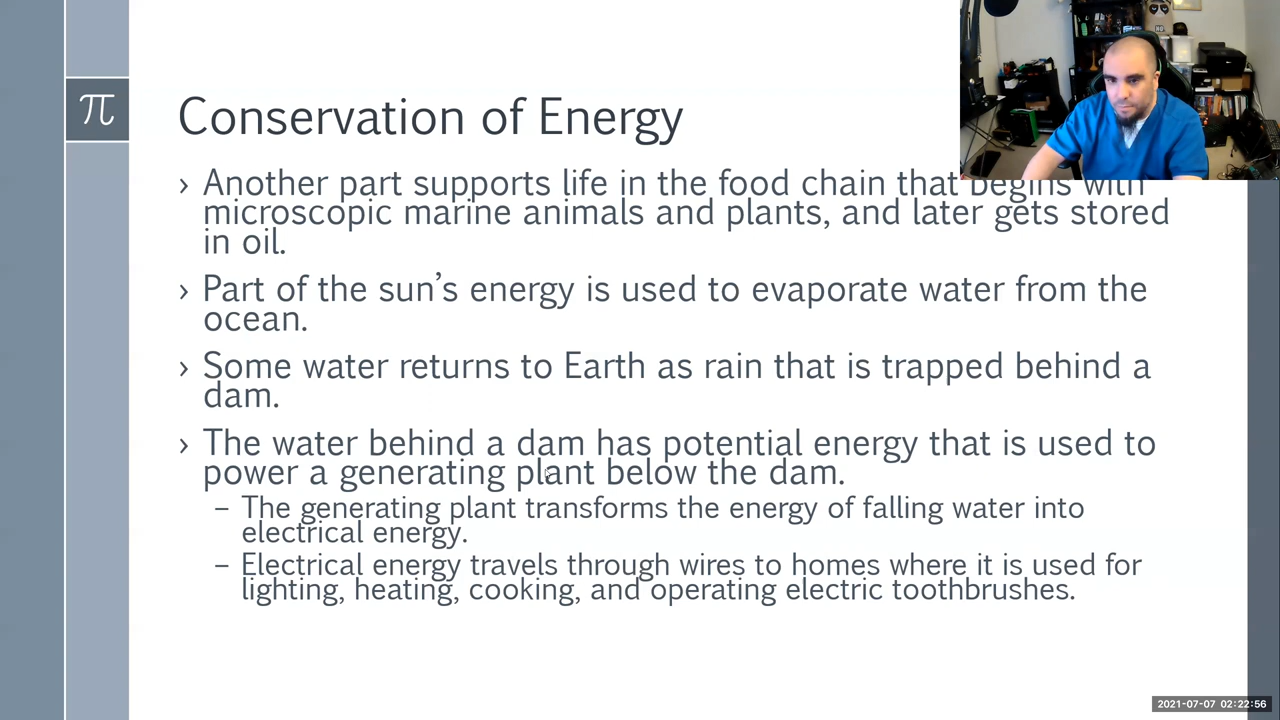 π
Conservation of Energy
› Another part supports life in the food chain that begins with
microscopic marine animals and plants, and later gets stored
in oil.
› Part of the sun’s energy is used to evaporate water from the
ocean.
› Some water returns to Earth as rain that is trapped behind a
dam.
› The water behind a dam has potential energy that is used to
power a generating plant below the dam.
– The generating plant transforms the energy of falling water into
electrical energy.
– Electrical energy travels through wires to homes where it is used for
lighting, heating, cooking, and operating electric toothbrushes.
2021-07-07 02:22:56